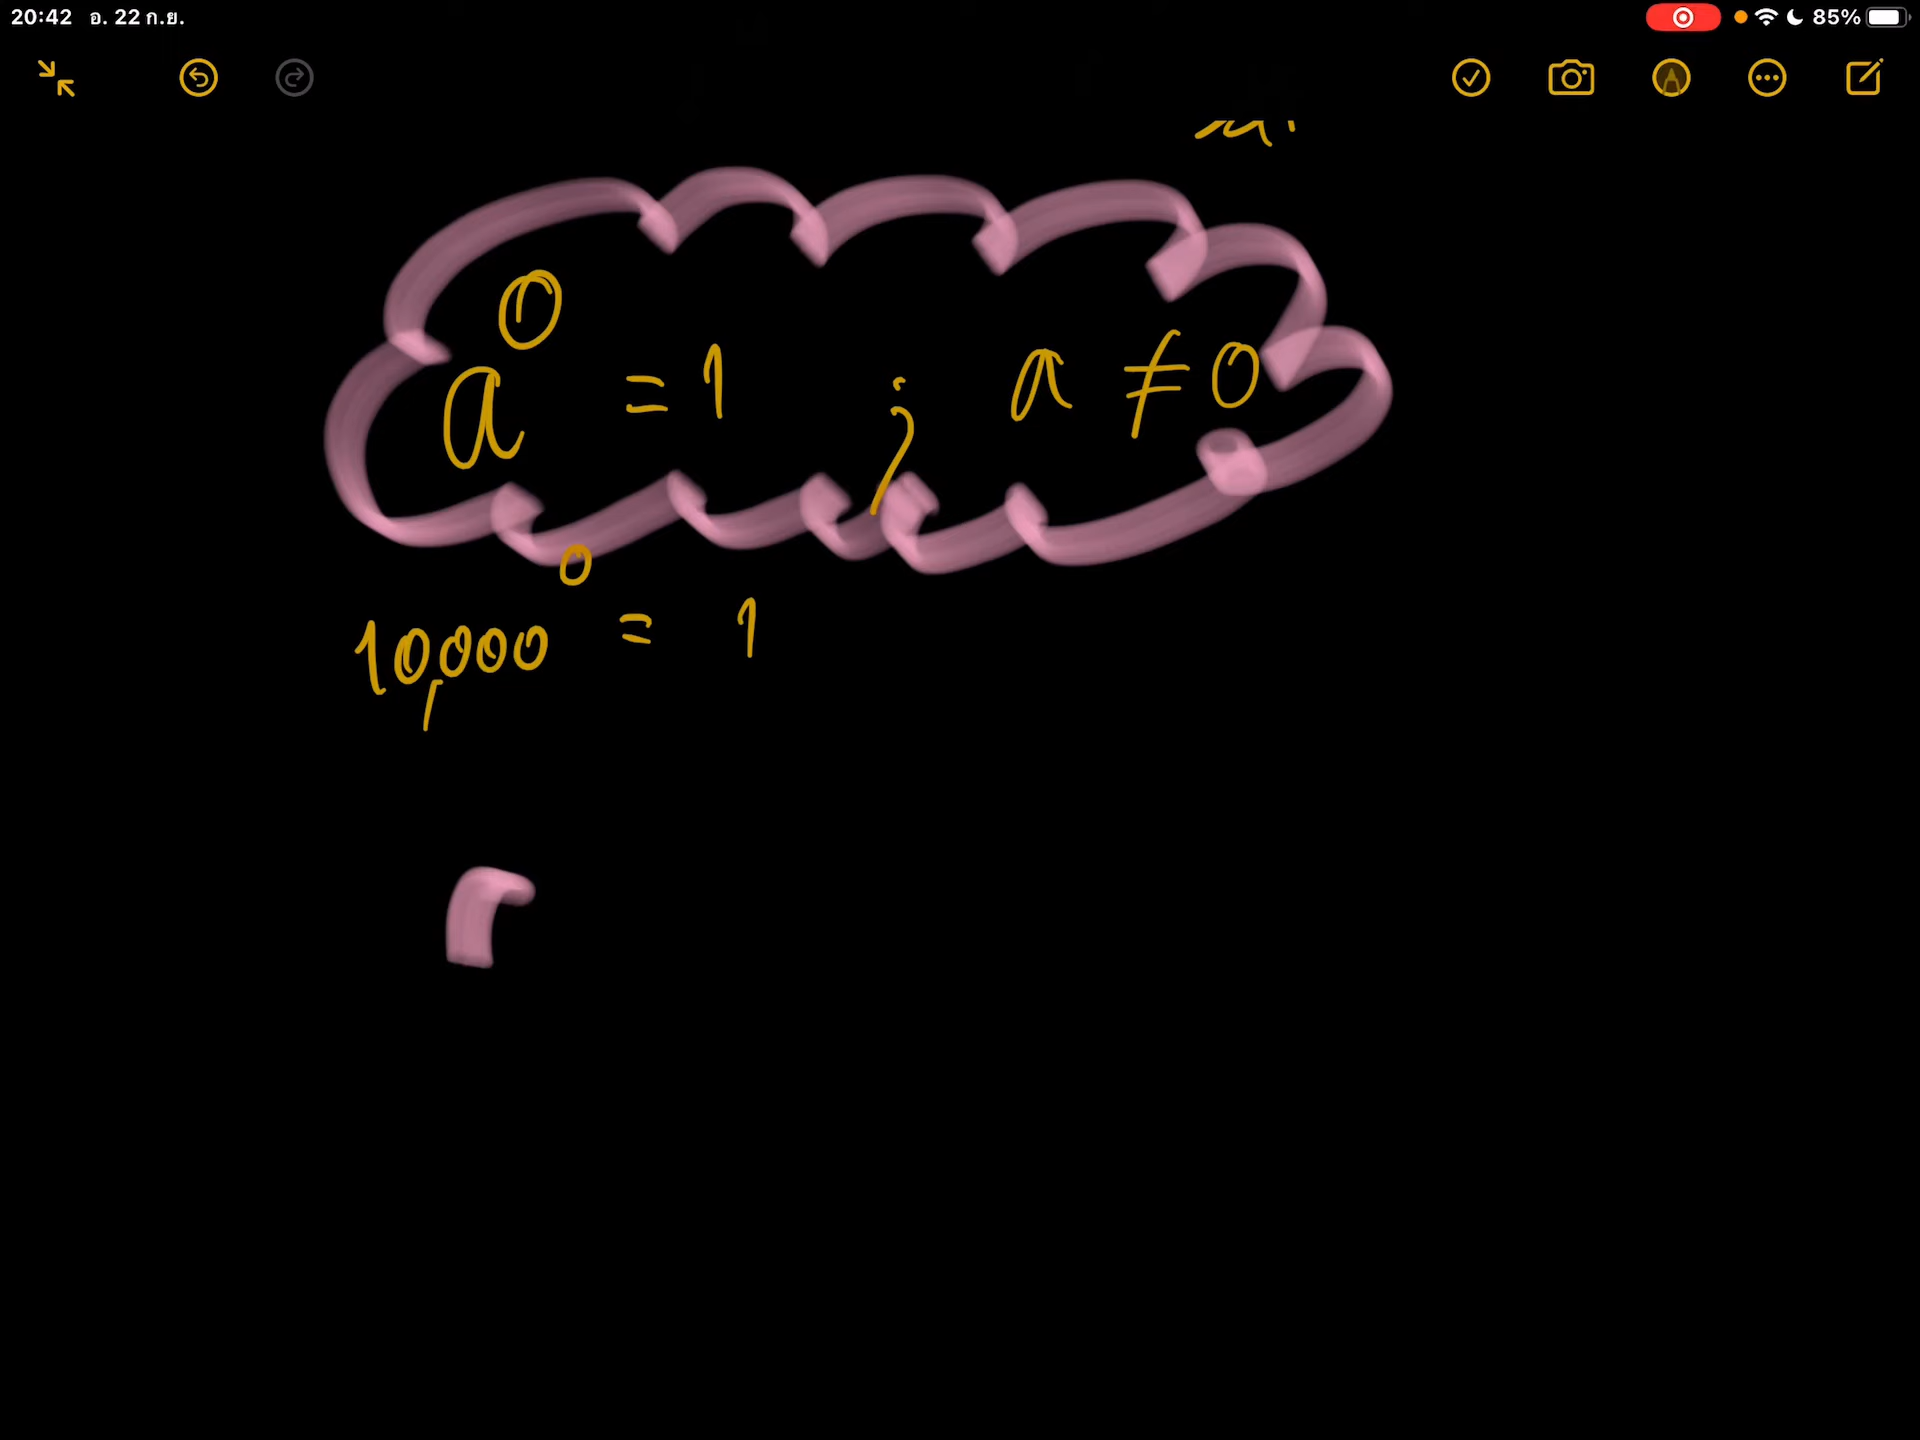 20:42 อ. 22 ก.ย. 85%
a⁰ = 1 ; a ≠ 0
10,000⁰ = 1